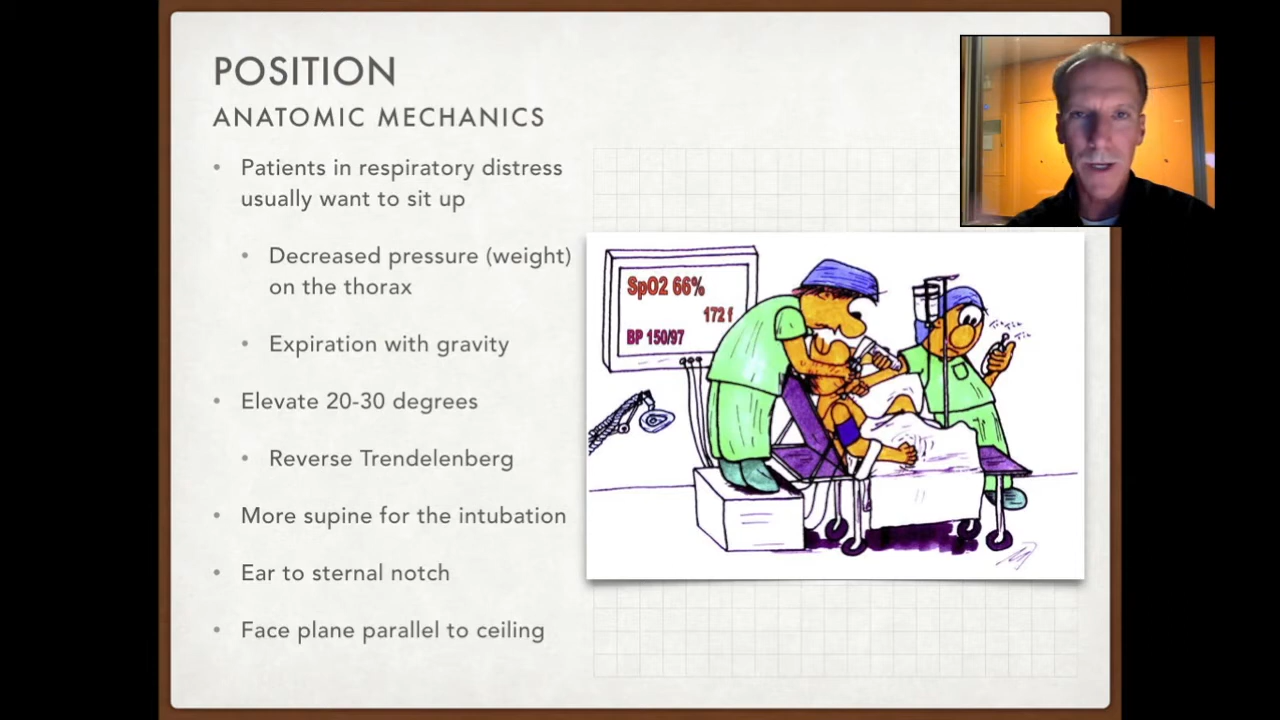 POSITION
ANATOMIC MECHANICS
• Patients in respiratory distress
usually want to sit up
• Decreased pressure (weight)
on the thorax
• Expiration with gravity
• Elevate 20-30 degrees
• Reverse Trendelenberg
• More supine for the intubation
• Ear to sternal notch
• Face plane parallel to ceiling
SpO2 66%
172 f
BP 150/97